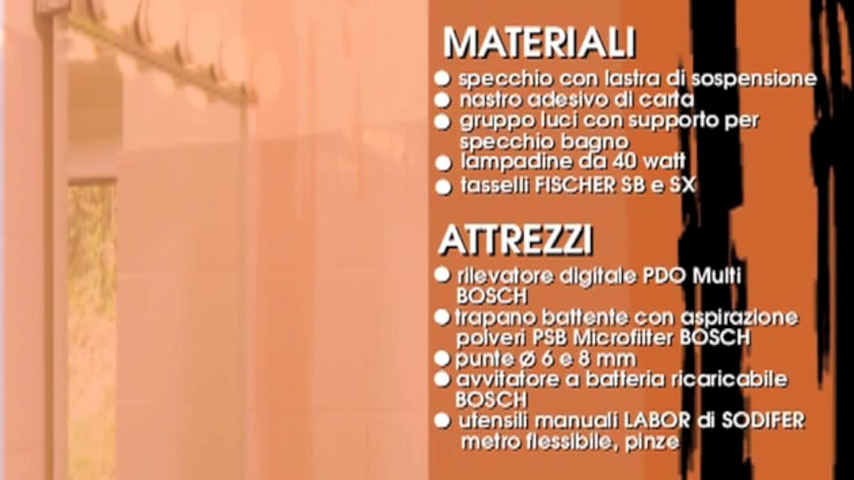 MATERIALI
● specchio con lastra di sospensione
● nastro adesivo di carta
● gruppo luci con supporto per
specchio bagno
● lampadine da 40 watt
● tasselli FISCHER SB e SX
ATTREZZI
● rilevatore digitale PDO Multi
BOSCH
● trapano battente con aspirazione
polveri PSB Microfilter BOSCH
● punte Ø 6 e 8 mm
● avvitatore a batteria ricaricabile
BOSCH
● utensili manuali LABOR di SODIFER
metro flessibile, pinze